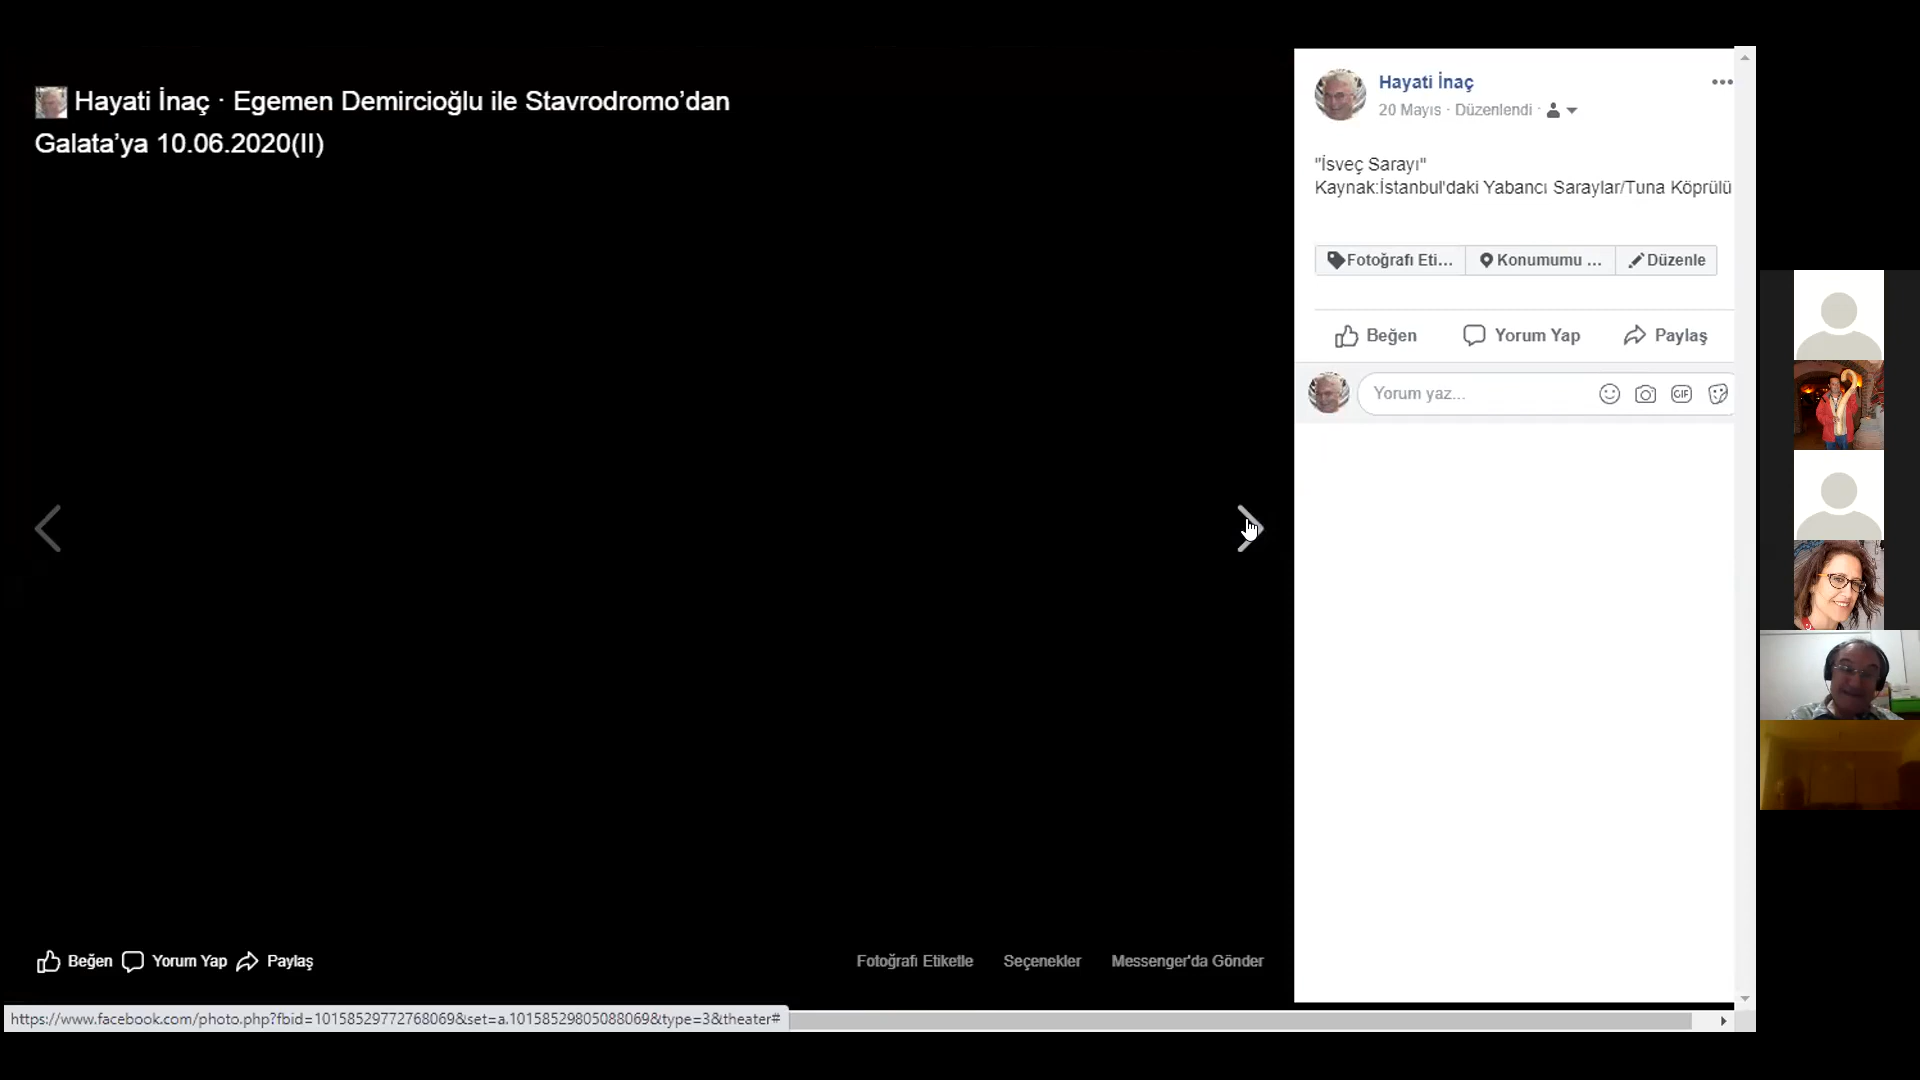 Hayati İnaç · Egemen Demircioğlu ile Stavrodromo’dan
Galata’ya 10.06.2020(II)
Hayati İnaç
20 Mayıs · Düzenlendi ·
"İsveç Sarayı"
Kaynak:İstanbul'daki Yabancı Saraylar/Tuna Köprülü
Fotoğrafı Eti... Konumumu ... Düzenle
Beğen Yorum Yap Paylaş
Yorum yaz... GIF
Beğen Yorum Yap Paylaş Fotoğrafı Etiketle Seçenekler Messenger'da Gönder
https://www.facebook.com/photo.php?fbid=10158529772768069&set=a.10158529805088069&type=3&theater#